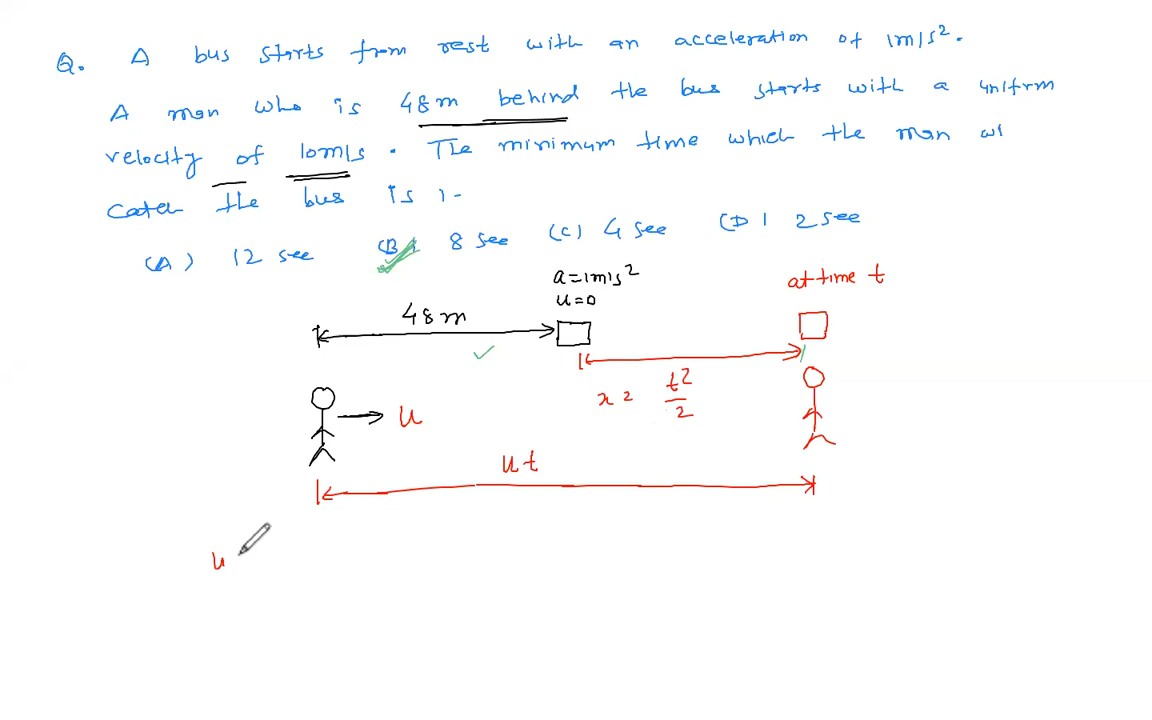 Q. A bus starts from rest with an acceleration of 1m/s².
A man who is 48m behind the bus starts with a uniform
velocity of 10m/s. The minimum time which the man wi
catch the bus is :-
(A) 12 sec (B) 8 sec (C) 4 sec (D) 2 sec
a=1m/s²
u=0
at time t
48m
x = t²/2
u
ut
u